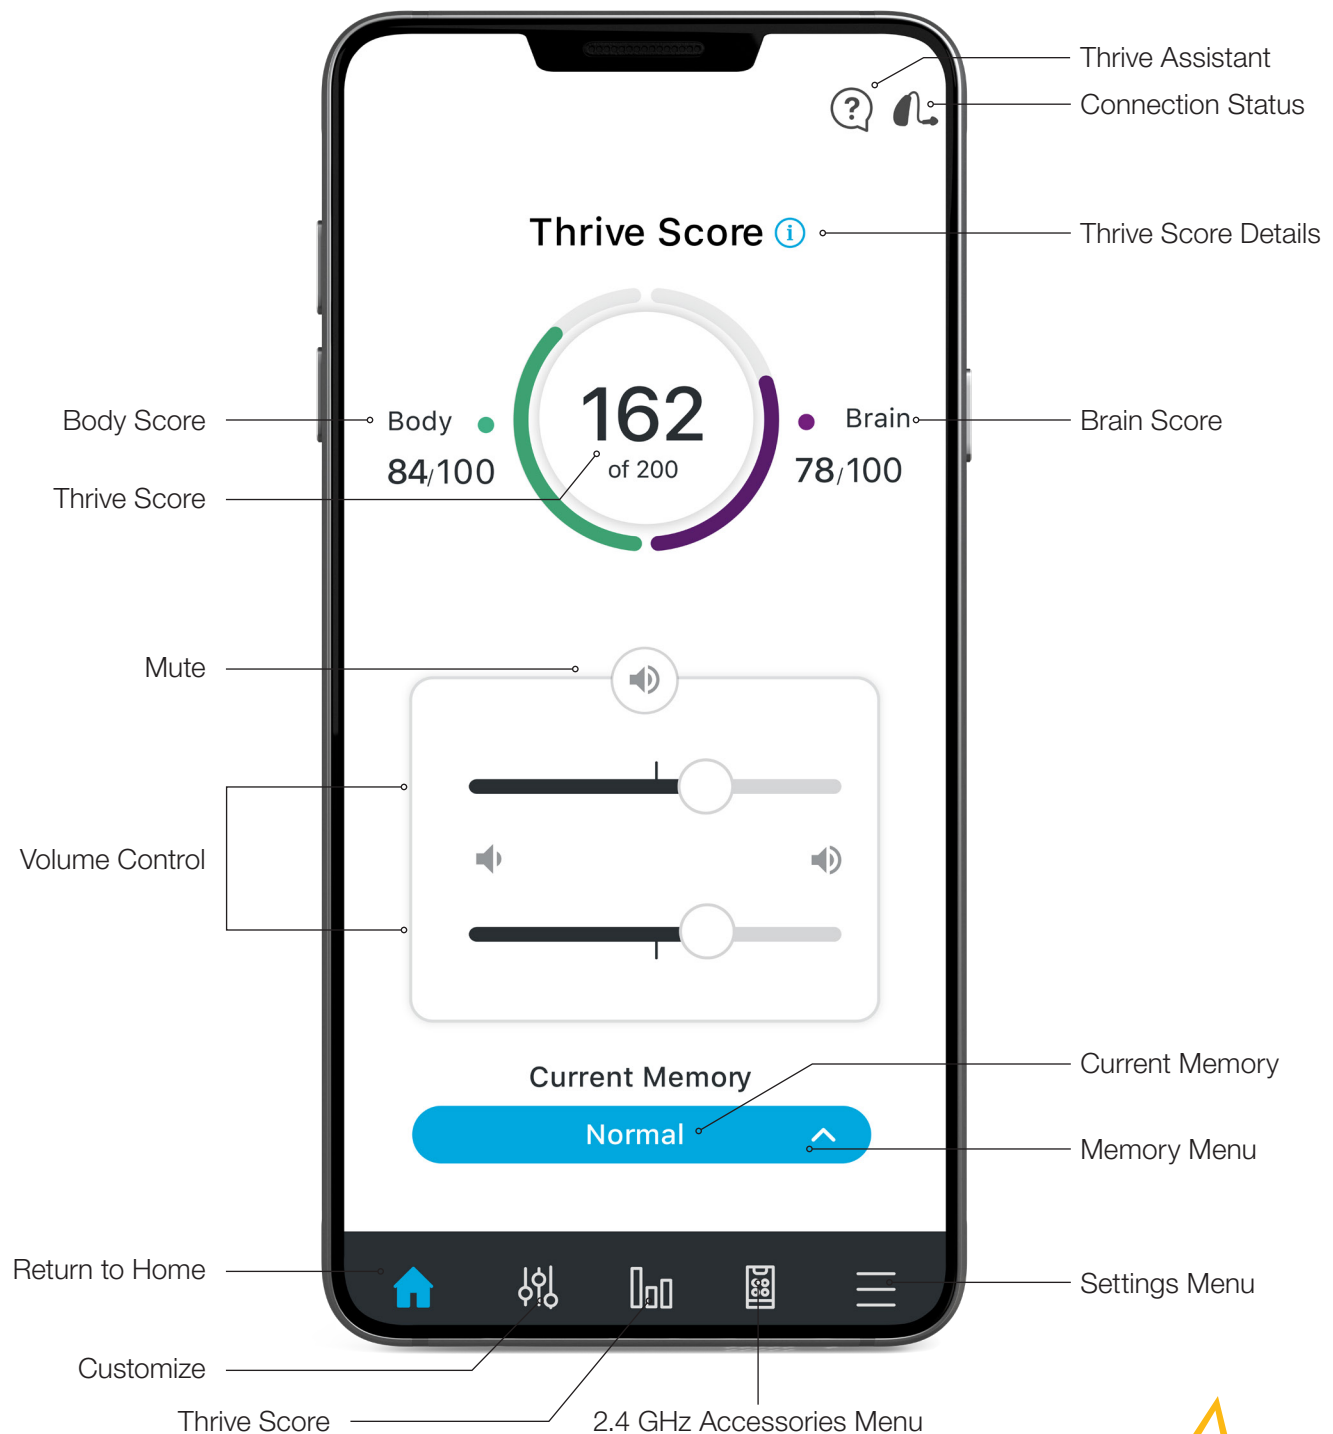 Thrive Assistant
Connection Status
?
Thrive Score i
Thrive Score Details
Body Score
Body
84/100
162
of 200
Brain
78/100
Brain Score
Thrive Score
Mute
Volume Control
Current Memory
Current Memory
Normal
Memory Menu
Return to Home
Settings Menu
Customize
Thrive Score
2.4 GHz Accessories Menu